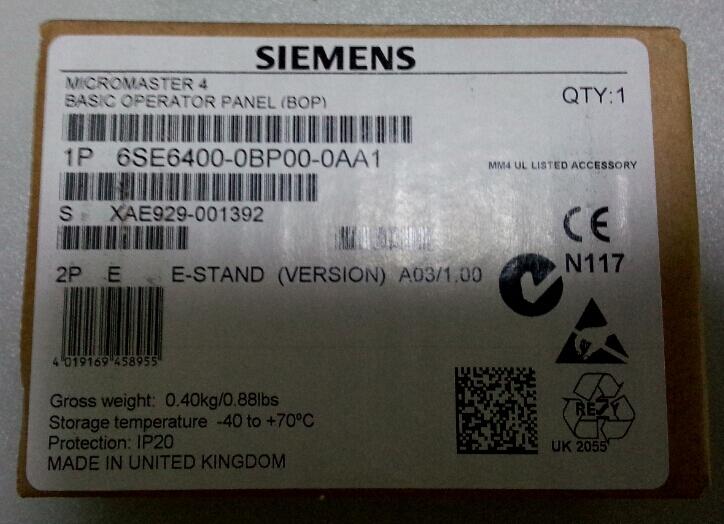 SIEMENS
MICROMASTER 4
BASIC OPERATOR PANEL (BOP)
QTY:1
1P 6SE6400-0BP00-0AA1
MM4 UL LISTED ACCESSORY
S XAE929-001392
CE
N117
2P E E-STAND (VERSION) A03/1.00
4 019169 458955
Gross weight: 0.40kg/0.88lbs
Storage temperature -40 to +70ºC
Protection: IP20
MADE IN UNITED KINGDOM
RE Z Y
UK 2055